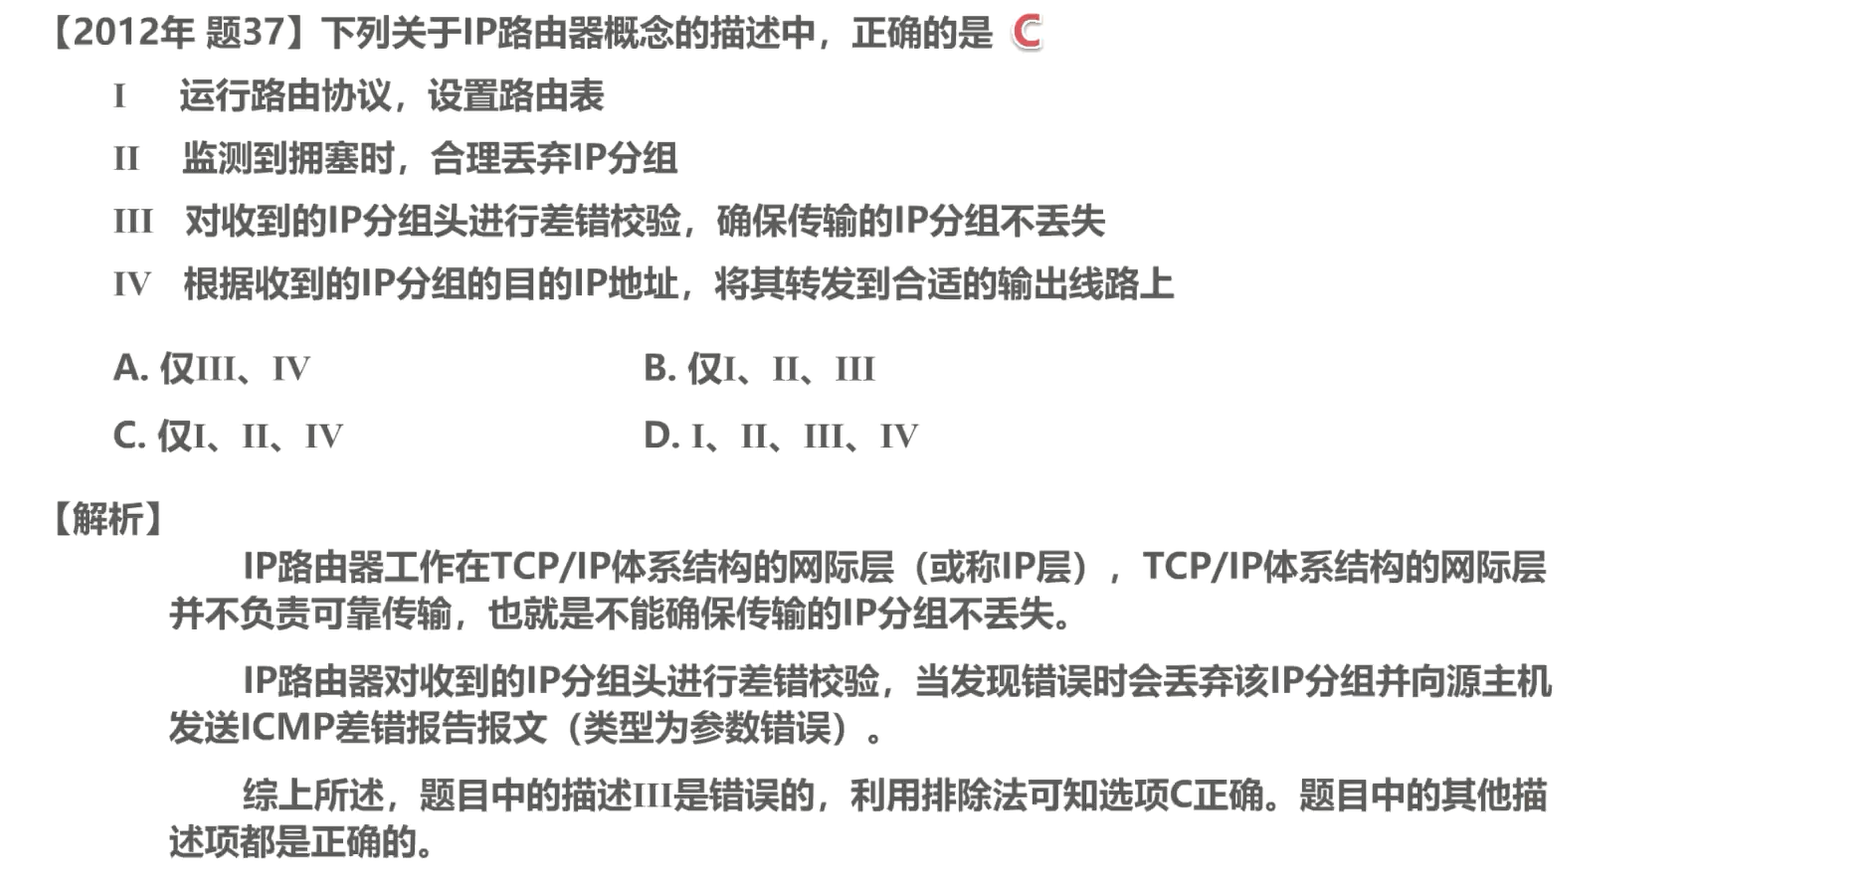 【2012年 题37】下列关于IP路由器概念的描述中，正确的是 C
I 运行路由协议，设置路由表
II 监测到拥塞时，合理丢弃IP分组
III 对收到的IP分组头进行差错校验，确保传输的IP分组不丢失
IV 根据收到的IP分组的目的IP地址，将其转发到合适的输出线路上
A. 仅III、IV B. 仅I、II、III
C. 仅I、II、IV D. I、II、III、IV
【解析】
IP路由器工作在TCP/IP体系结构的网际层（或称IP层），TCP/IP体系结构的网际层
并不负责可靠传输，也就是不能确保传输的IP分组不丢失。
IP路由器对收到的IP分组头进行差错校验，当发现错误时会丢弃该IP分组并向源主机
发送ICMP差错报告报文（类型为参数错误）。
综上所述，题目中的描述III是错误的，利用排除法可知选项C正确。题目中的其他描
述项都是正确的。